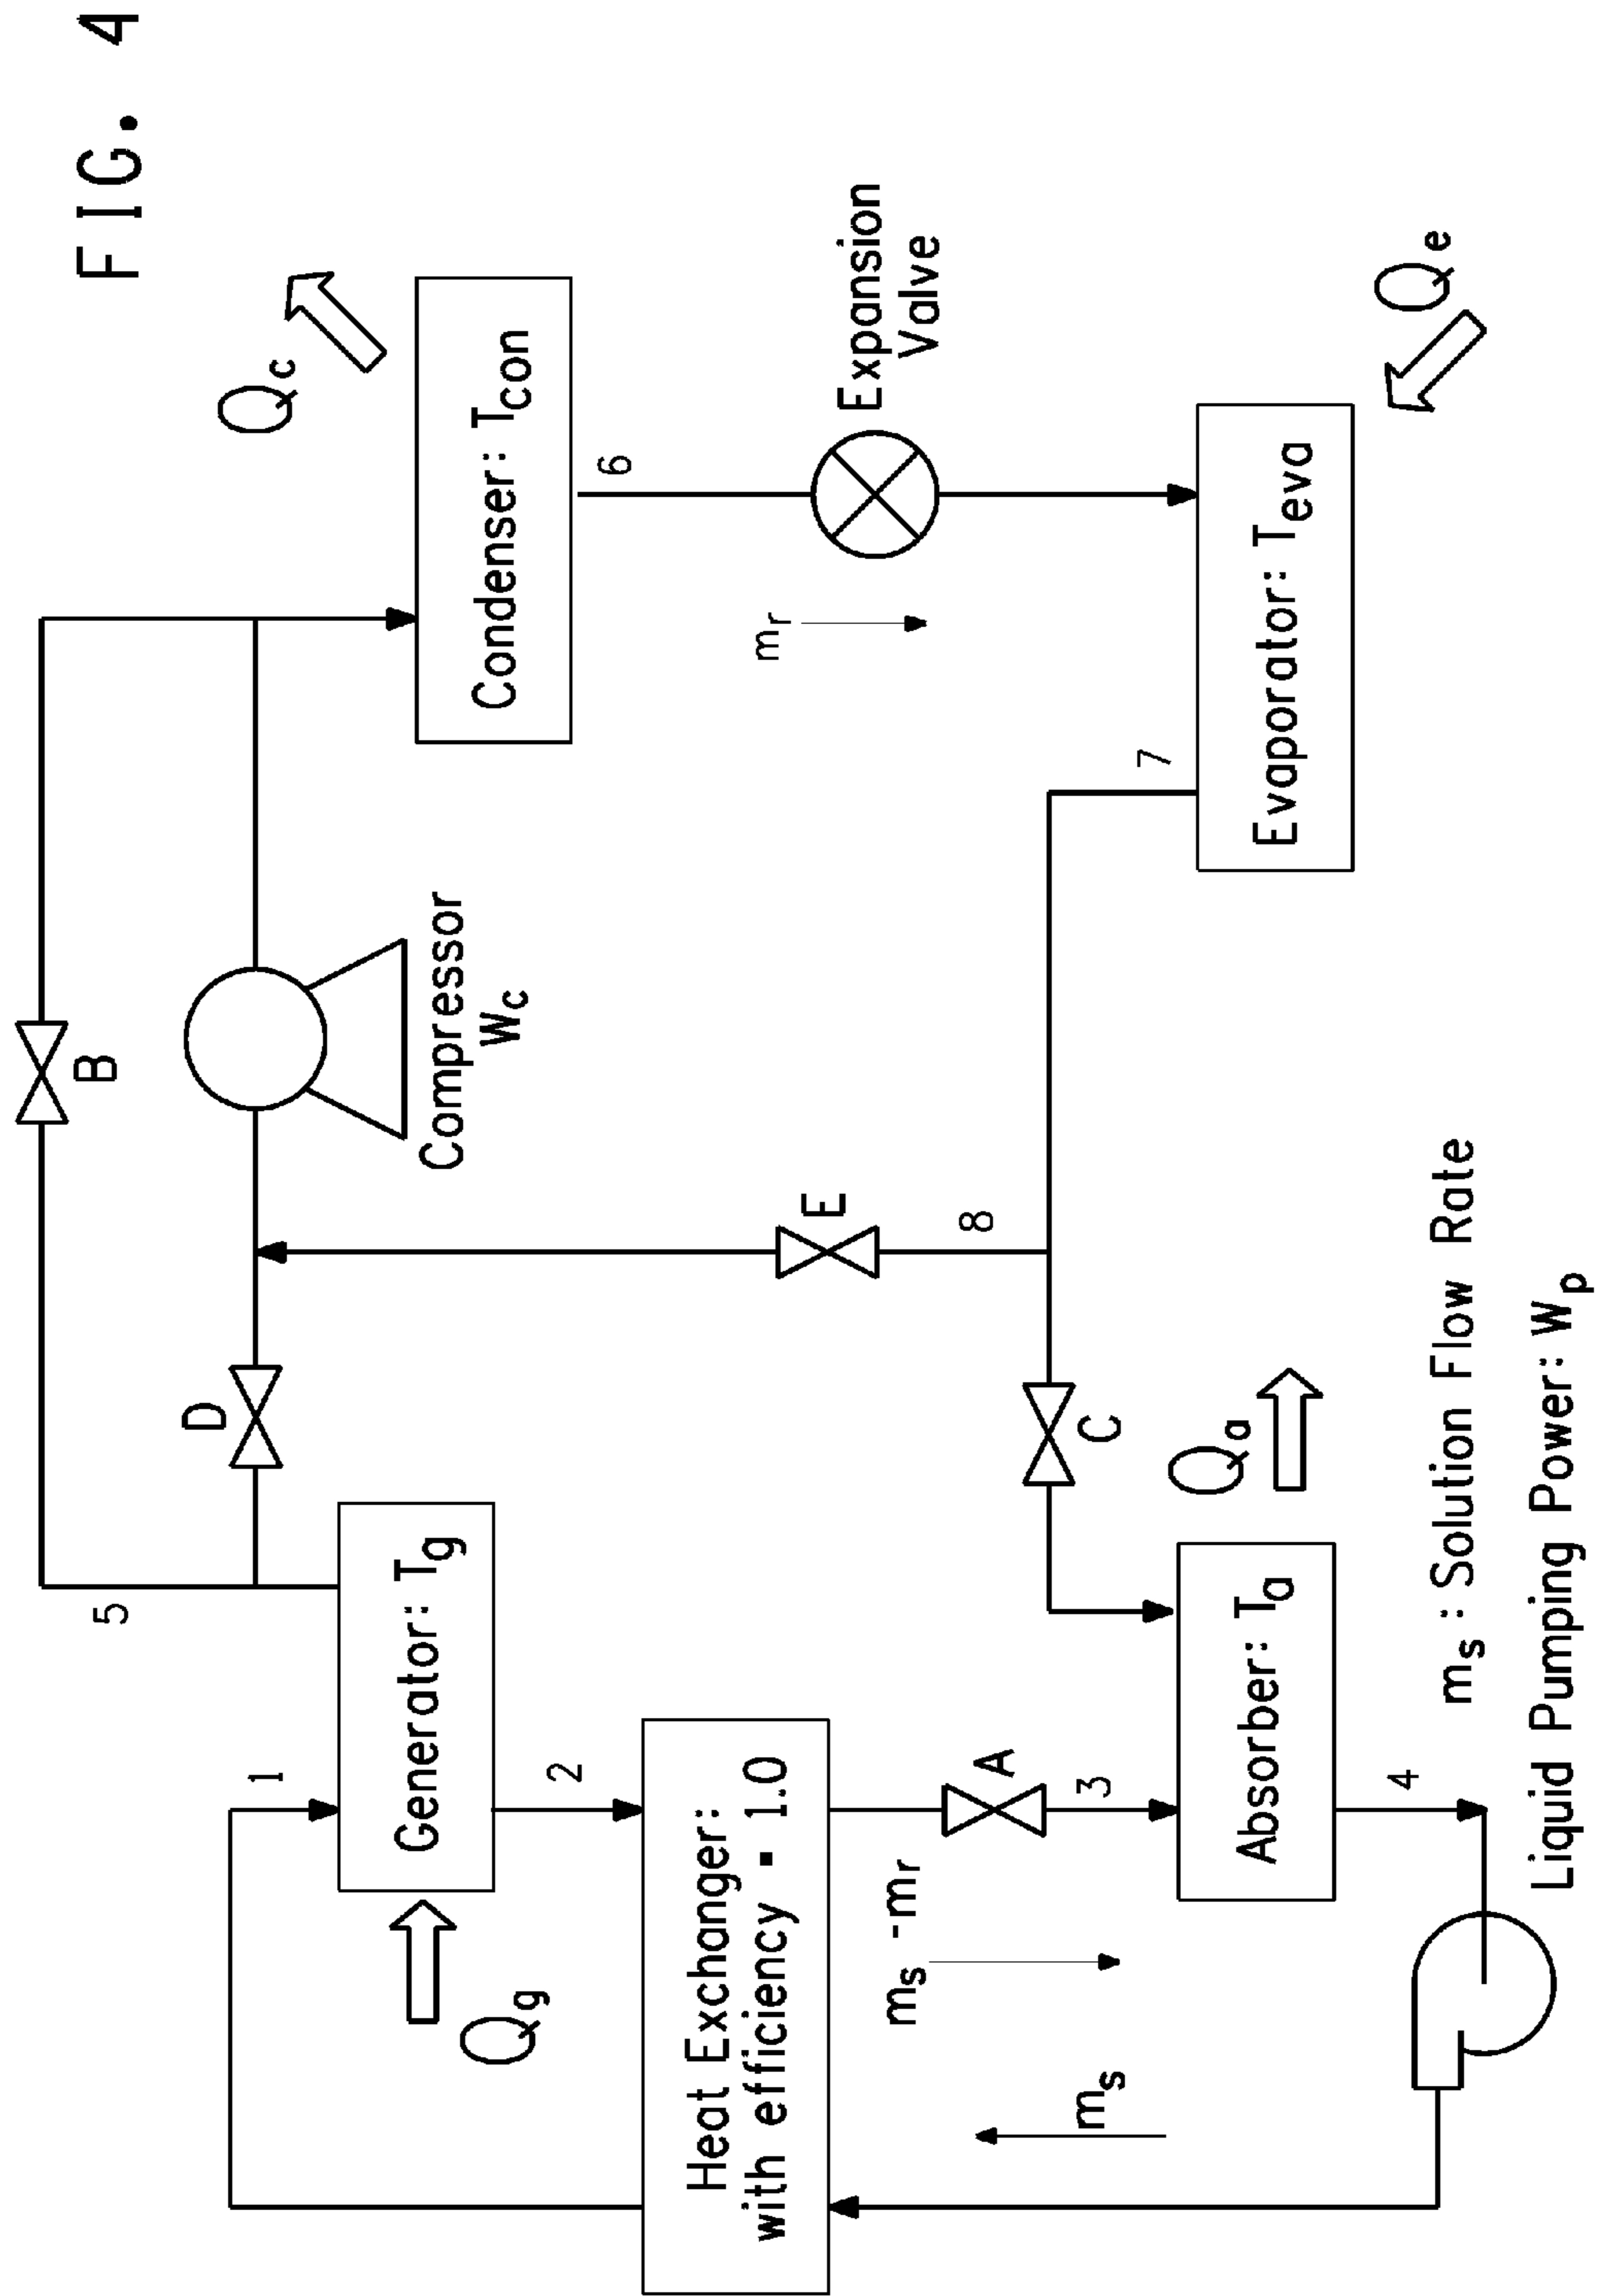 FIG. 4
B
5
D
Compressor
Wc
Qc
Condenser: Tcon
1
Qg
Generator: Tg
2
E
8
6
mr
Expansion
Valve
Heat Exchanger:
with efficiency = 1.0
A
3
ms -mr
ms
C
7
Qa
Absorber: Ta
4
Evaporator: Teva
Qe
ms : Solution Flow Rate
Liquid Pumping Power: Wp